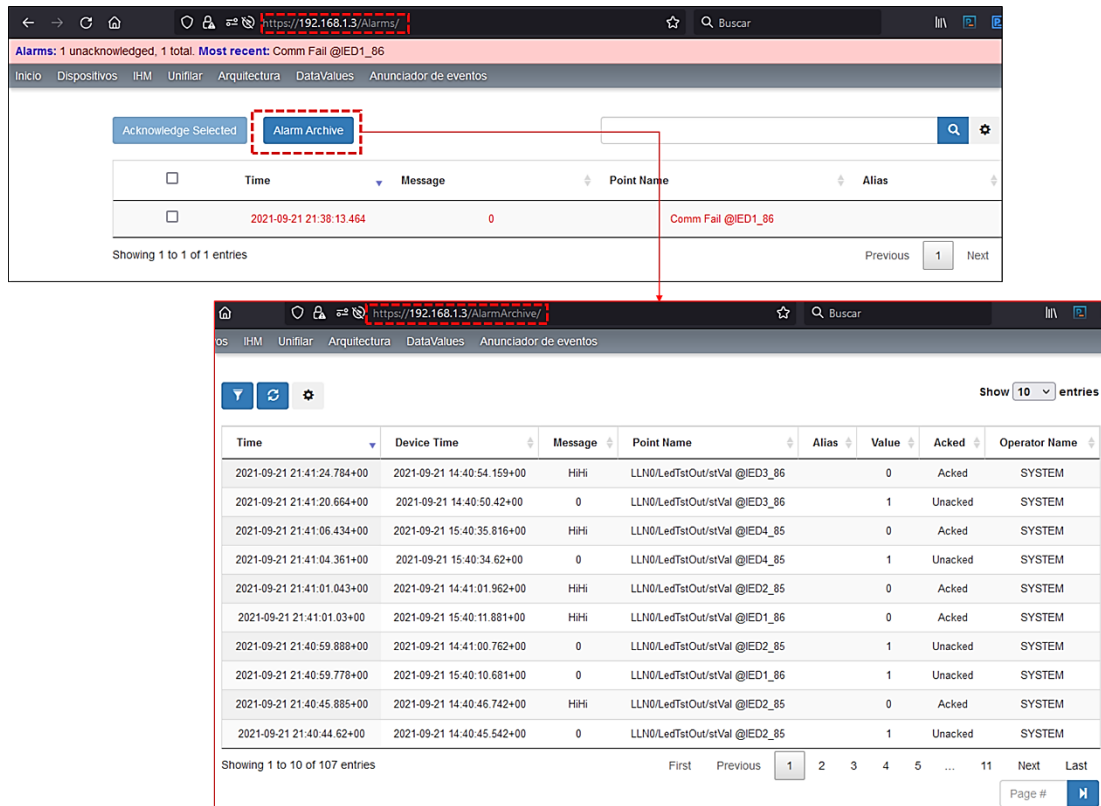 https://192.168.1.3/Alarms/ Buscar
Alarms: 1 unacknowledged, 1 total. Most recent: Comm Fail @IED1_86
Inicio Dispositivos IHM Unifilar Arquitectura DataValues Anunciador de eventos
Acknowledge Selected Alarm Archive
Time Message Point Name Alias
2021-09-21 21:38:13.464 0 Comm Fail @IED1_86
Showing 1 to 1 of 1 entries Previous 1 Next
https://192.168.1.3/AlarmArchive/ Buscar
os IHM Unifilar Arquitectura DataValues Anunciador de eventos
Show 10 entries
Time Device Time Message Point Name Alias Value Acked Operator Name
2021-09-21 21:41:24.784+00 2021-09-21 14:40:54.159+00 HiHi LLN0/LedTstOut/stVal @IED3_86 0 Acked SYSTEM
2021-09-21 21:41:20.664+00 2021-09-21 14:40:50.42+00 0 LLN0/LedTstOut/stVal @IED3_86 1 Unacked SYSTEM
2021-09-21 21:41:06.434+00 2021-09-21 15:40:35.816+00 HiHi LLN0/LedTstOut/stVal @IED4_85 0 Acked SYSTEM
2021-09-21 21:41:04.361+00 2021-09-21 15:40:34.62+00 0 LLN0/LedTstOut/stVal @IED4_85 1 Unacked SYSTEM
2021-09-21 21:41:01.043+00 2021-09-21 14:41:01.962+00 HiHi LLN0/LedTstOut/stVal @IED2_85 0 Acked SYSTEM
2021-09-21 21:41:01.03+00 2021-09-21 15:40:11.881+00 HiHi LLN0/LedTstOut/stVal @IED1_86 0 Acked SYSTEM
2021-09-21 21:40:59.888+00 2021-09-21 14:41:00.762+00 0 LLN0/LedTstOut/stVal @IED2_85 1 Unacked SYSTEM
2021-09-21 21:40:59.778+00 2021-09-21 15:40:10.681+00 0 LLN0/LedTstOut/stVal @IED1_86 1 Unacked SYSTEM
2021-09-21 21:40:45.885+00 2021-09-21 14:40:46.742+00 HiHi LLN0/LedTstOut/stVal @IED2_85 0 Acked SYSTEM
2021-09-21 21:40:44.62+00 2021-09-21 14:40:45.542+00 0 LLN0/LedTstOut/stVal @IED2_85 1 Unacked SYSTEM
Showing 1 to 10 of 107 entries First Previous 1 2 3 4 5 ... 11 Next Last
Page #